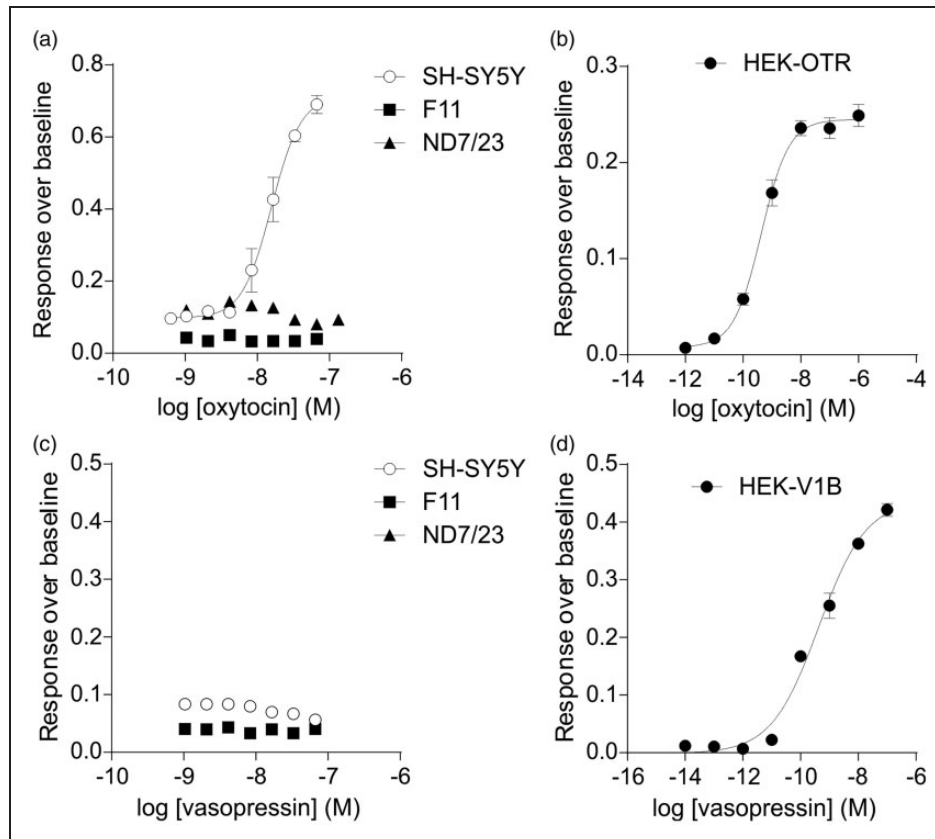 (a)
Response over baseline
0.8
0.6
0.4
0.2
0.0
-10 -9 -8 -7 -6
log [oxytocin] (M)
SH-SY5Y
F11
ND7/23
(b)
Response over baseline
0.3
0.2
0.1
0.0
-14 -12 -10 -8 -6 -4
log [oxytocin] (M)
HEK-OTR
(c)
Response over baseline
0.5
0.4
0.3
0.2
0.1
0.0
-10 -9 -8 -7 -6
log [vasopressin] (M)
SH-SY5Y
F11
ND7/23
(d)
Response over baseline
0.5
0.4
0.3
0.2
0.1
0.0
-16 -14 -12 -10 -8 -6
log [vasopressin] (M)
HEK-V1B